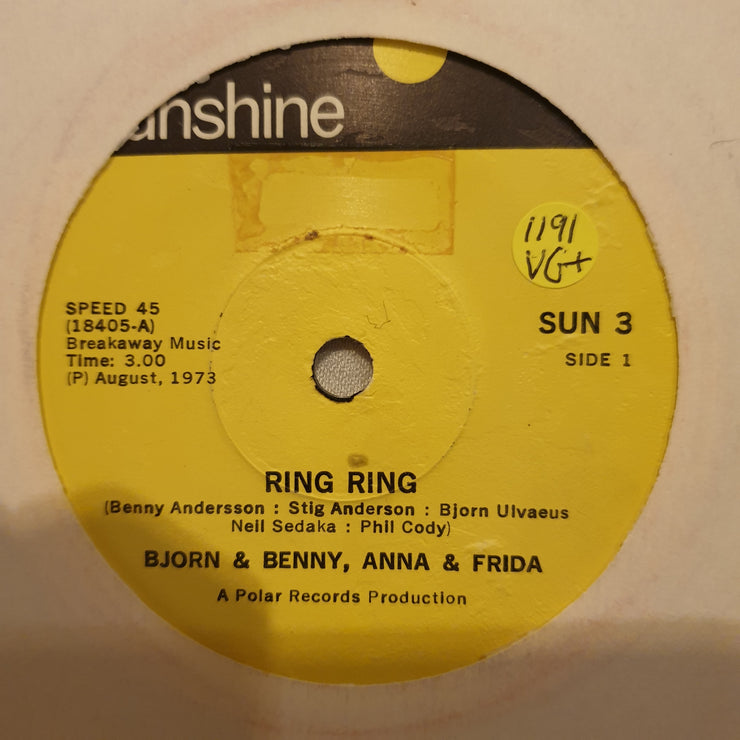 unshine
1191
VG+
SPEED 45
(18405-A)
Breakaway Music
Time: 3.00
(P) August, 1973
SUN 3
SIDE 1
RING RING
(Benny Andersson : Stig Anderson : Bjorn Ulvaeus
Neil Sedaka : Phil Cody)
BJORN & BENNY, ANNA & FRIDA
A Polar Records Production